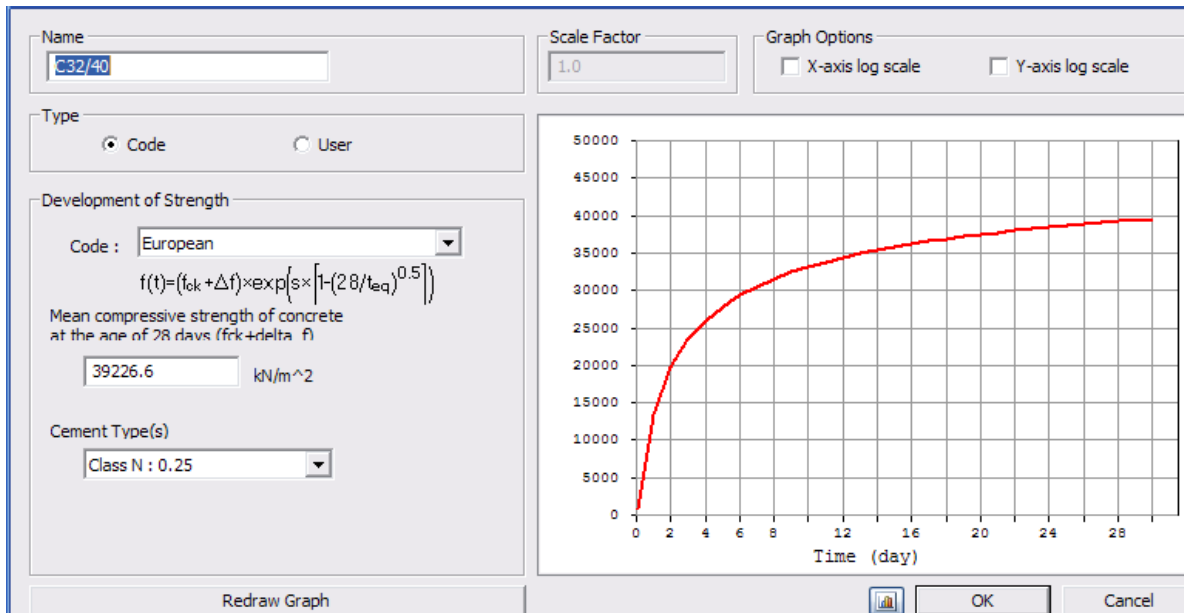 Name
C32/40
Scale Factor
1.0
Graph Options
X-axis log scale
Y-axis log scale
Type
Code
User
Development of Strength
Code :
European
f(t)=(fck+Δf)×exp(s×[1-(28/teq)^0.5])
Mean compressive strength of concrete
at the age of 28 days (fck+delta_f)
39226.6
kN/m^2
Cement Type(s)
Class N : 0.25
50000
45000
40000
35000
30000
25000
20000
15000
10000
5000
0
0 2 4 6 8 12 16 20 24 28
Time (day)
Redraw Graph
OK
Cancel